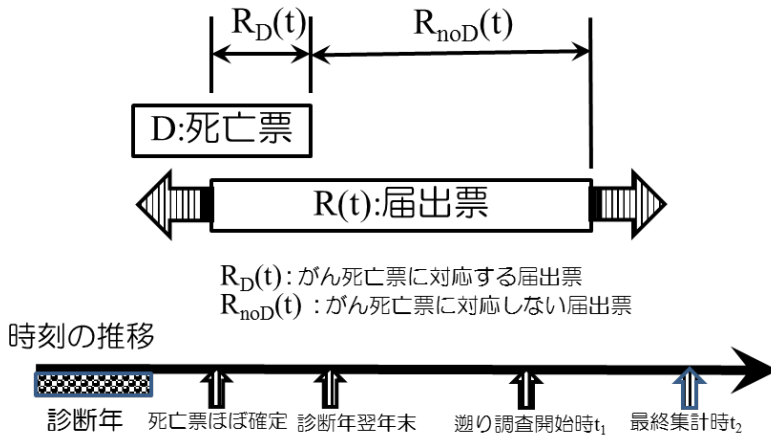 R_D(t) R_noD(t)
D:死亡票
R(t):届出票
R_D(t) : がん死亡票に対応する届出票
R_noD(t) : がん死亡票に対応しない届出票
時刻の推移
診断年 死亡票ほぼ確定 診断年翌年末 遡り調査開始時t₁ 最終集計時t₂